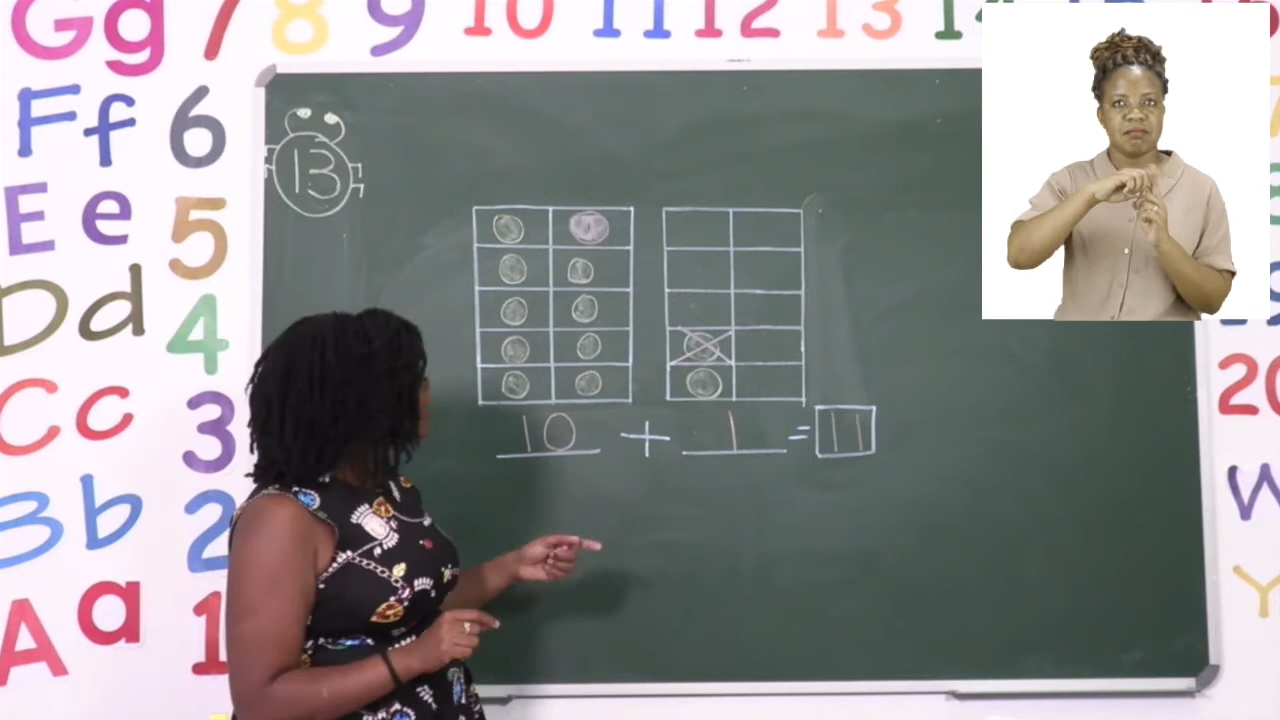 Gg 7 8 9 10 11 12 13 14
Ff 6
Ee 5
Dd 4
Cc 3
Bb 2
Aa 1
13
10 + 1 = 11
20